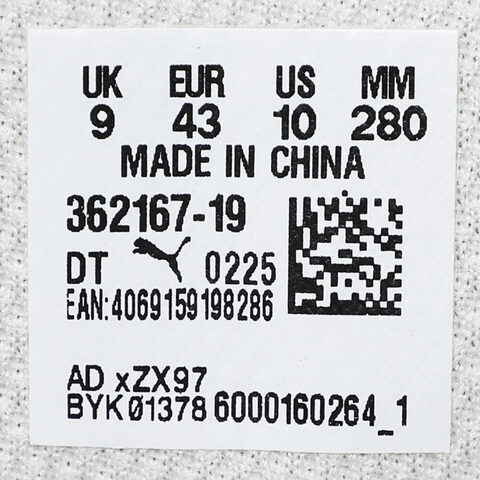 UK EUR US MM
9 43 10 280
MADE IN CHINA
362167-19
DT 0225
EAN:4069159198286
AD xZX97
BYK01378 6000160264_1